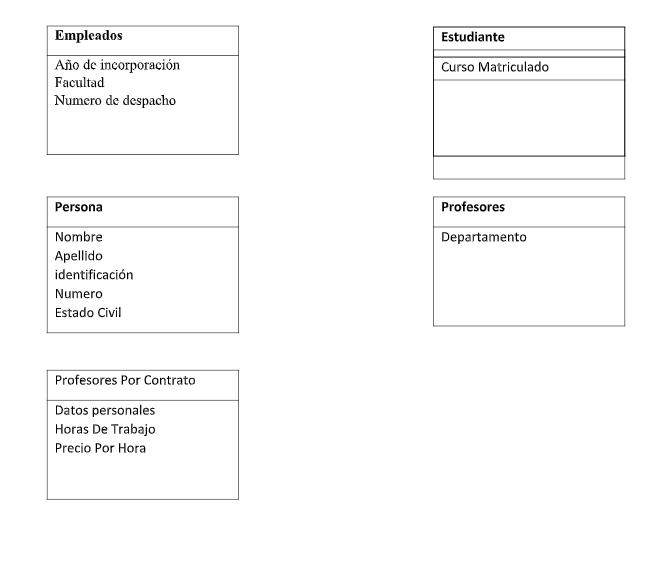 Empleados
Año de incorporación
Facultad
Numero de despacho
Estudiante
Curso Matriculado
Persona
Nombre
Apellido
identificación
Numero
Estado Civil
Profesores
Departamento
Profesores Por Contrato
Datos personales
Horas De Trabajo
Precio Por Hora